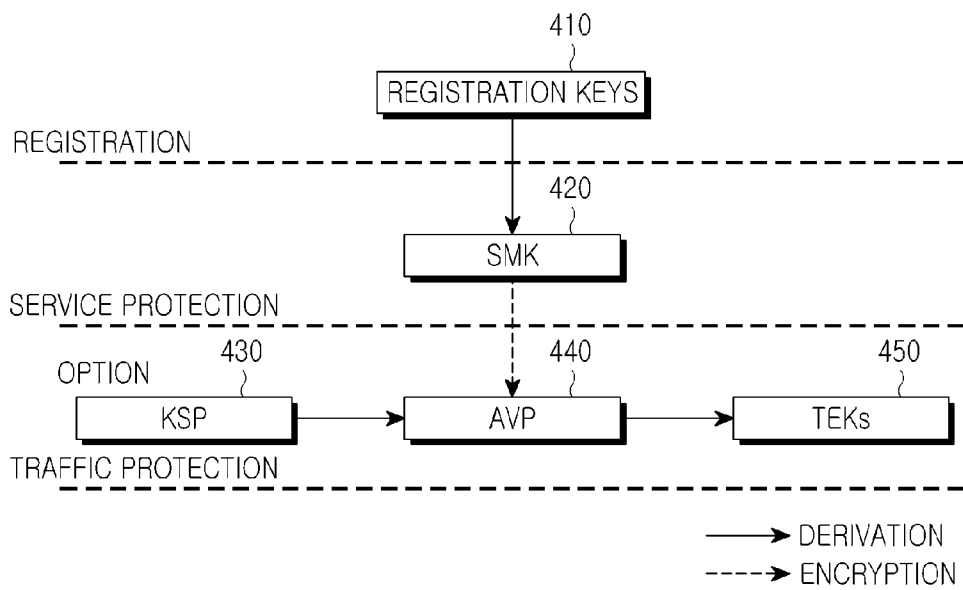 410
REGISTRATION KEYS
REGISTRATION
420
SMK
SERVICE PROTECTION
430
440
450
OPTION
KSP
AVP
TEKs
TRAFFIC PROTECTION
DERIVATION
ENCRYPTION